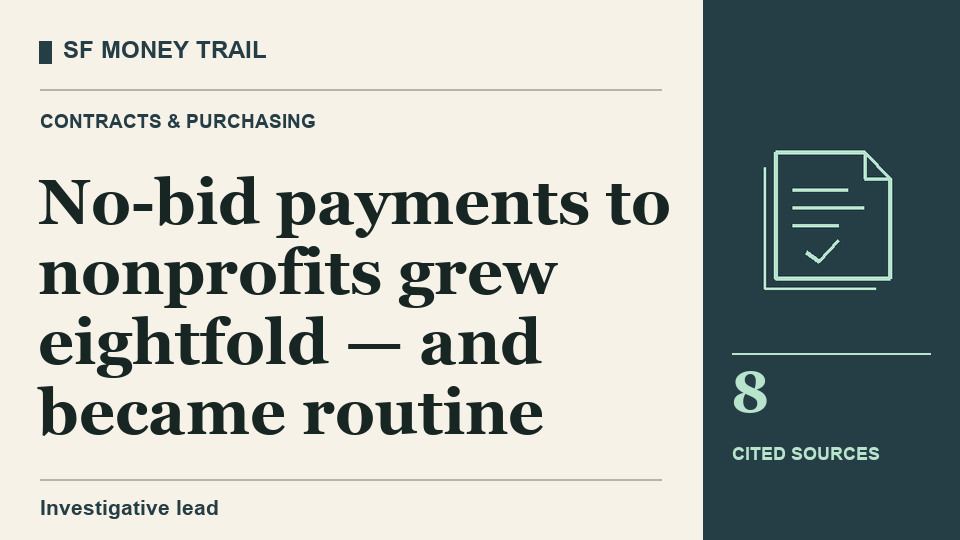 SF MONEY TRAIL
CONTRACTS & PURCHASING
No-bid payments to
nonprofits grew
eightfold — and
became routine
Investigative lead
8
CITED SOURCES